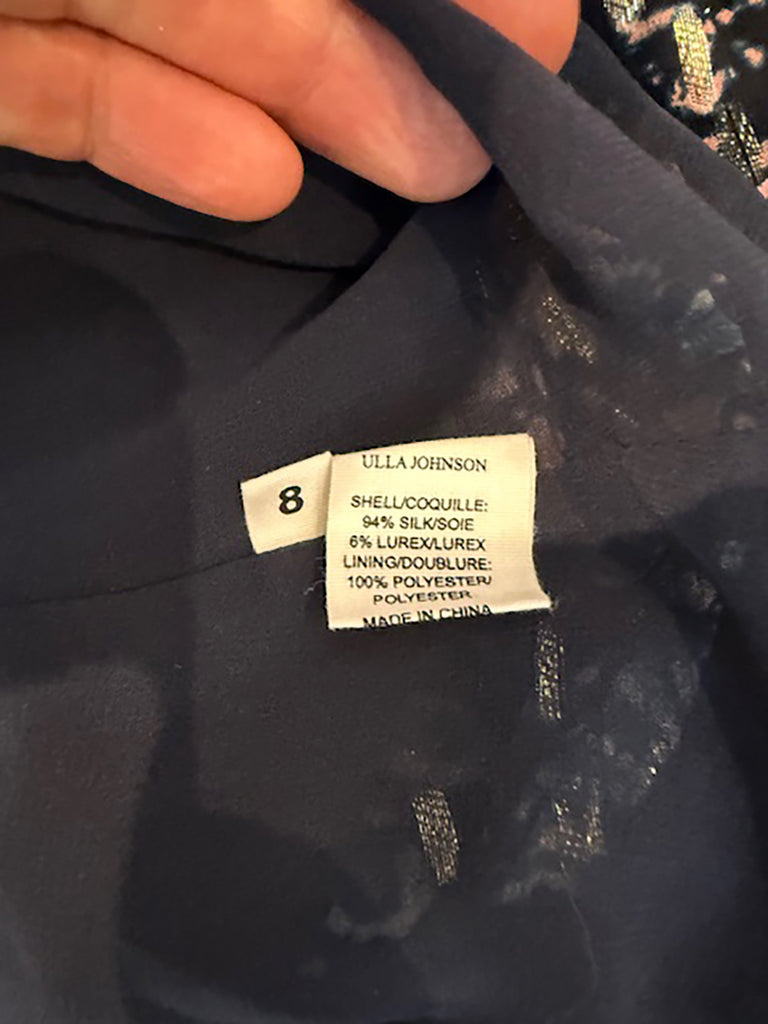 8
ULLA JOHNSON
SHELL/COQUILLE:
94% SILK/SOIE
6% LUREX/LUREX
LINING/DOUBLURE:
100% POLYESTER/
POLYESTER
MADE IN CHINA